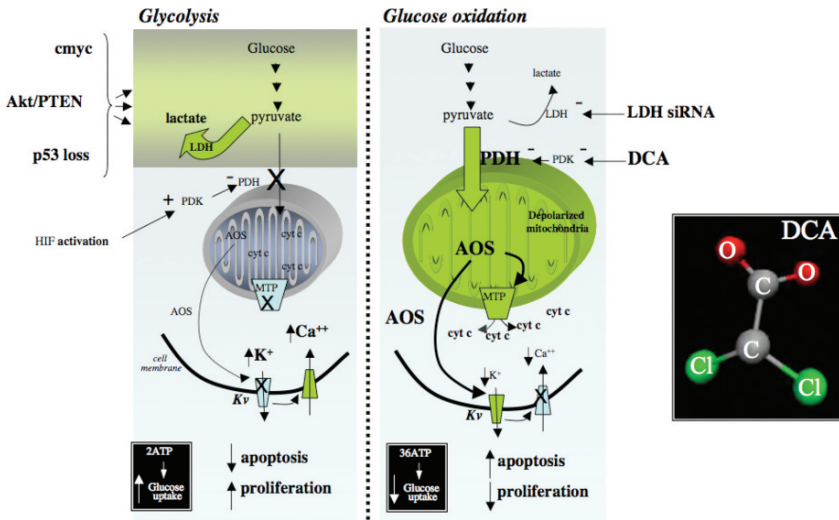 Glycolysis
Glucose oxidation
cmyc
Akt/PTEN
p53 loss
Glucose
pyruvate
lactate
LDH
+
PDK
-
PDH
X
HIF activation
AOS
cyt c
cyt c
cyt c
MTP
X
AOS
cell
membrane
K+
Ca++
X
Kv
2ATP
Glucose
uptake
apoptosis
proliferation
Glucose
pyruvate
lactate
LDH
-
LDH siRNA
PDH
-
PDK
-
DCA
Depolarized
mitochondria
AOS
MTP
AOS
cyt c
cyt c
cyt c
cyt c
K+
Ca++
X
Kv
36ATP
Glucose
uptake
apoptosis
proliferation
DCA
O
O
C
C
Cl
Cl